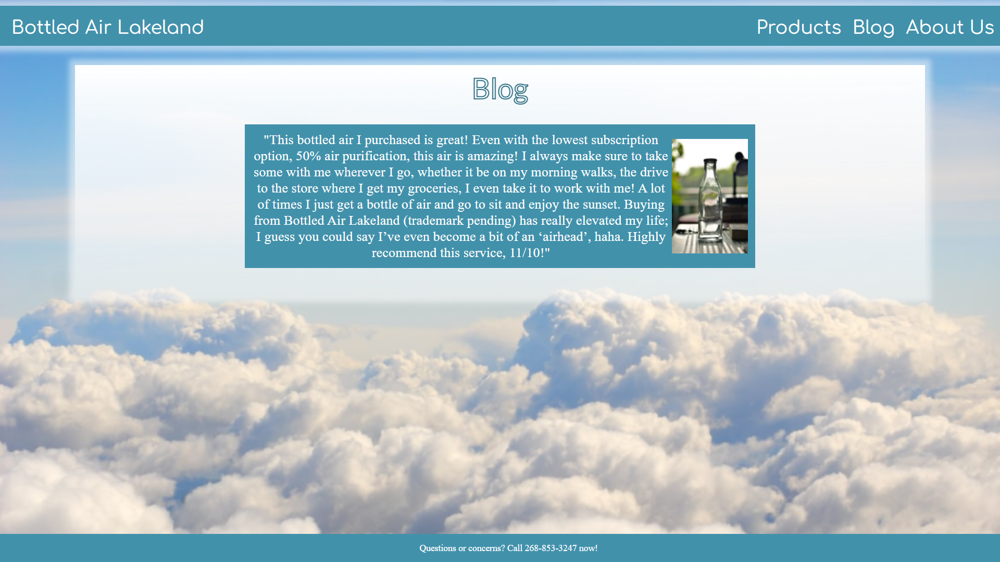 Bottled Air Lakeland
Products Blog About Us
Blog
"This bottled air I purchased is great! Even with the lowest subscription
option, 50% air purification, this air is amazing! I always make sure to take
some with me wherever I go, whether it be on my morning walks, the drive
to the store where I get my groceries, I even take it to work with me! A lot
of times I just get a bottle of air and go to sit and enjoy the sunset. Buying
from Bottled Air Lakeland (trademark pending) has really elevated my life;
I guess you could say I’ve even become a bit of an ‘airhead’, haha. Highly
recommend this service, 11/10!"
Questions or concerns? Call 268-853-3247 now!